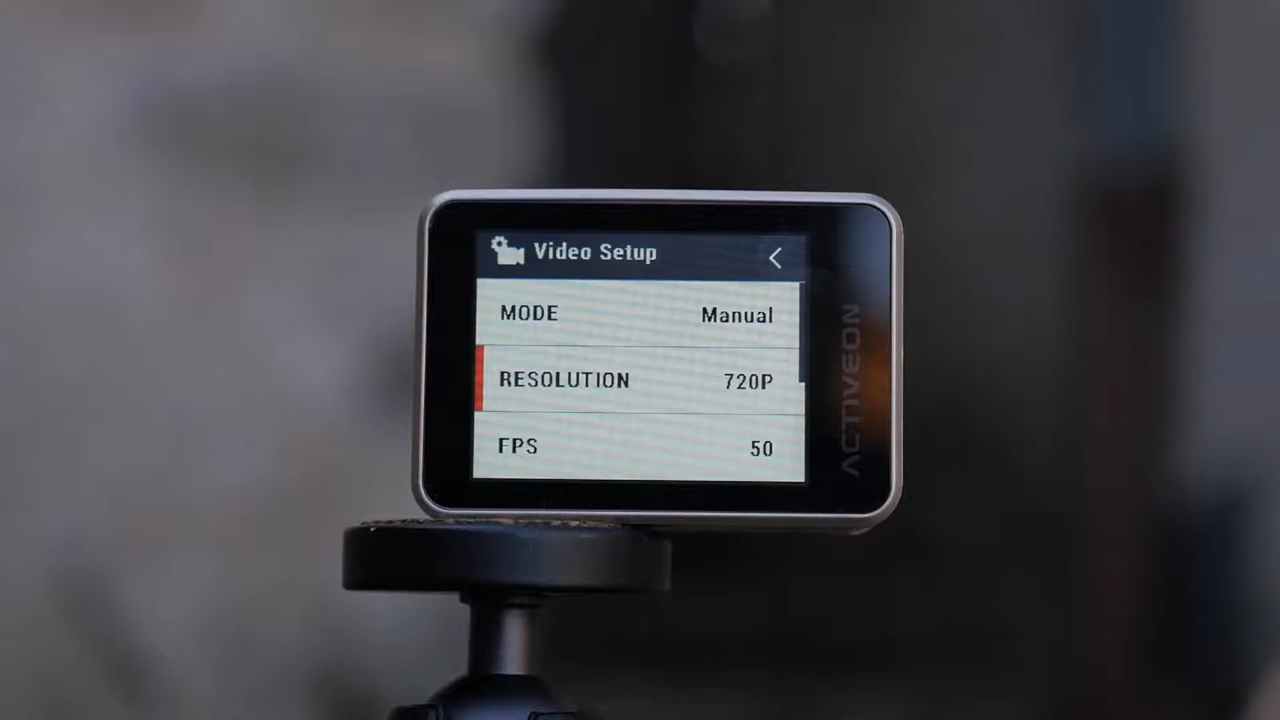 Video Setup
MODE Manual
RESOLUTION 720P
FPS 50
ACTIVEON